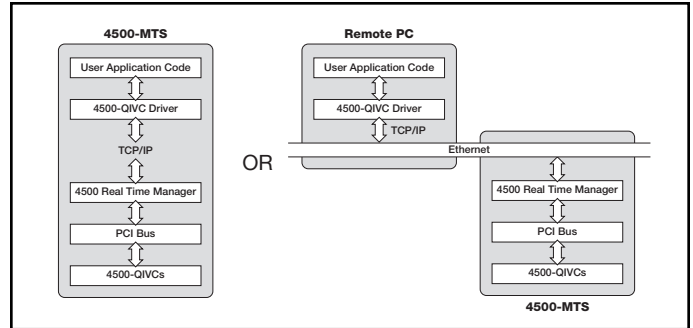 4500-MTS
User Application Code
4500-QIVC Driver
TCP/IP
4500 Real Time Manager
PCI Bus
4500-QIVCs
OR
Remote PC
User Application Code
4500-QIVC Driver
TCP/IP
Ethernet
4500 Real Time Manager
PCI Bus
4500-QIVCs
4500-MTS